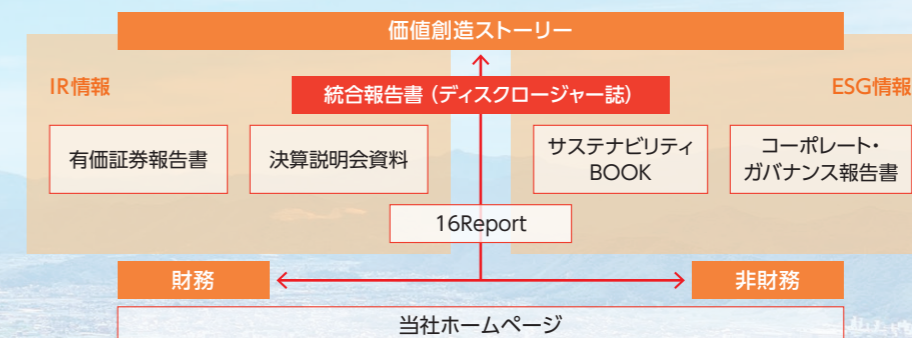 価値創造ストーリー
IR情報
統合報告書（ディスクロージャー誌）
ESG情報
有価証券報告書
決算説明会資料
サステナビリティ
BOOK
コーポレート・
ガバナンス報告書
16Report
財務
非財務
当社ホームページ